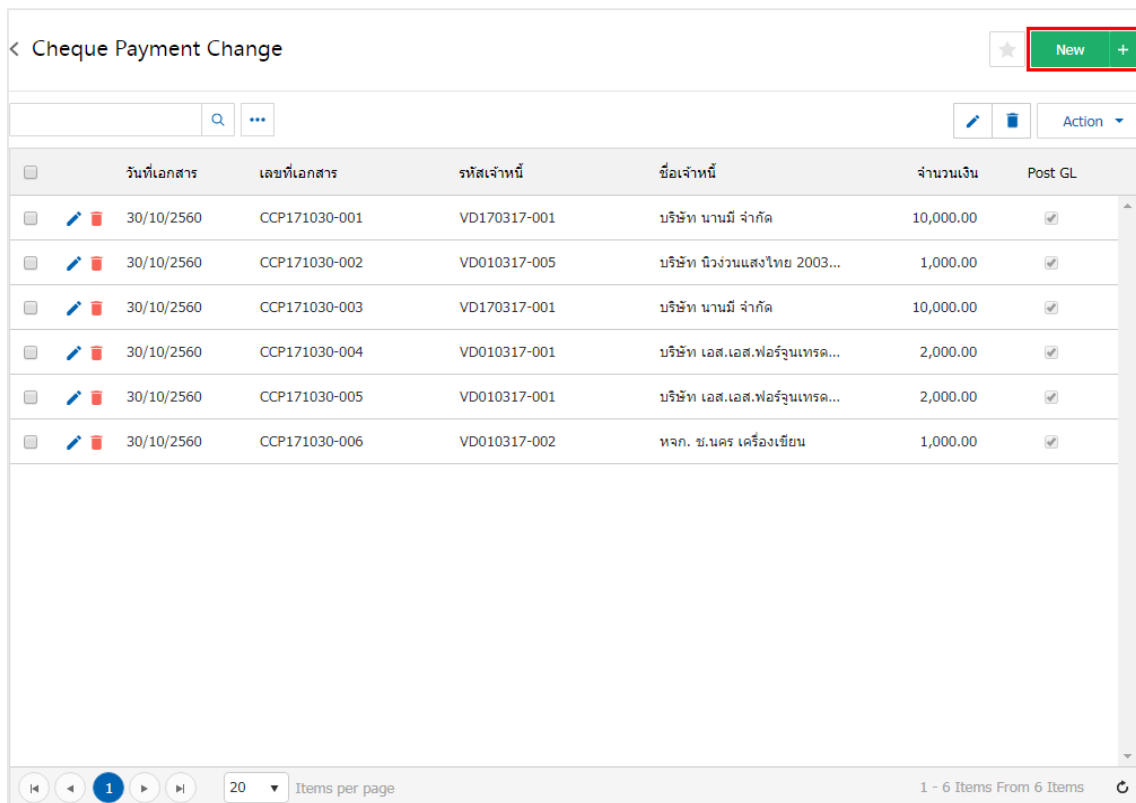 Cheque Payment Change
New +
Action
วันที่เอกสาร เลขที่เอกสาร รหัสเจ้าหนี้ ชื่อเจ้าหนี้ จำนวนเงิน Post GL
30/10/2560 CCP171030-001 VD170317-001 บริษัท นานมี จำกัด 10,000.00
30/10/2560 CCP171030-002 VD010317-005 บริษัท นิวง่วนแสงไทย 2003... 1,000.00
30/10/2560 CCP171030-003 VD170317-001 บริษัท นานมี จำกัด 10,000.00
30/10/2560 CCP171030-004 VD010317-001 บริษัท เอส.เอส.ฟอร์จูนเทรด... 2,000.00
30/10/2560 CCP171030-005 VD010317-001 บริษัท เอส.เอส.ฟอร์จูนเทรด... 2,000.00
30/10/2560 CCP171030-006 VD010317-002 หจก. ช.นคร เครื่องเขียน 1,000.00
1 20 Items per page 1 - 6 Items From 6 Items